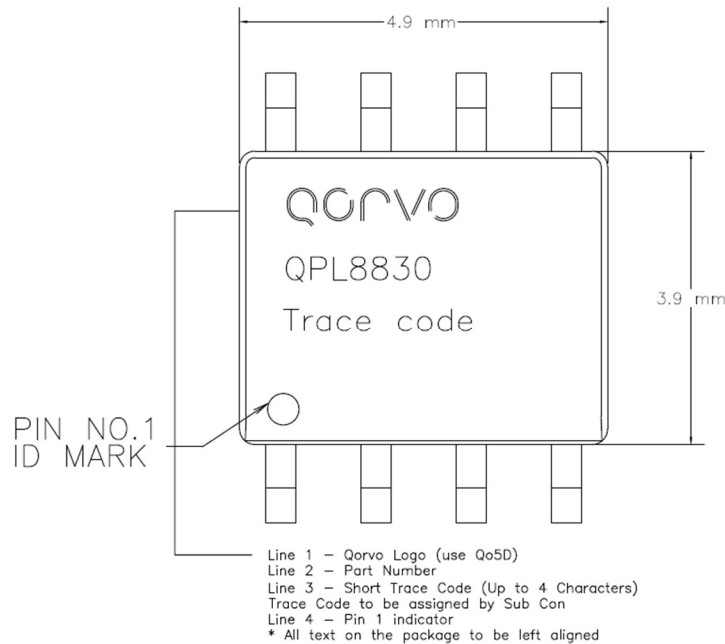 4.9 mm
QORVO
QPL8830
Trace code
3.9 mm
PIN NO.1
ID MARK
Line 1 – Qorvo Logo (use Qo5D)
Line 2 – Part Number
Line 3 – Short Trace Code (Up to 4 Characters)
Trace Code to be assigned by Sub Con
Line 4 – Pin 1 indicator
* All text on the package to be left aligned